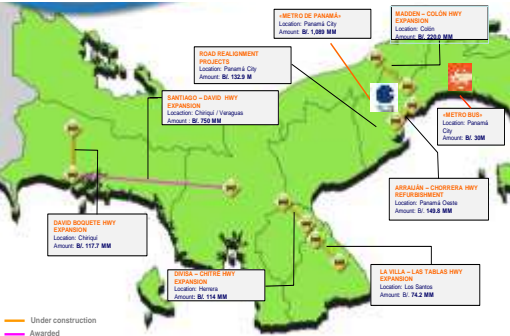 «METRO DE PANAMÁ»
Location: Panamá City
Amount: B/. 1,089 MM
MADDEN – COLÓN HWY
EXPANSION
Location: Colón
Amount: B/. 220.0 MM
ROAD REALIGNMENT
PROJECTS
Location: Panamá City
Amount: B/. 132.9 M
SANTIAGO – DAVID HWY
EXPANSION
Locaction: Chiriquí / Veraguas
Amount : B/. 750 MM
«METRO BUS»
Location: Panamá
City
Amount: B/. 30M
ARRAIJÁN – CHORRERA HWY
REFURBISHMENT
Location: Panamá Oeste
Amount: B/. 149.8 MM
DAVID BOQUETE HWY
EXPANSION
Location: Chiriquí
Amount: B/. 117.7 MM
DIVISA – CHITRÉ HWY
EXPANSION
Location: Herrera
Amount: B/. 114 MM
LA VILLA – LAS TABLAS HWY
EXPANSION
Location: Los Santos
Amount: B/. 74.2 MM
Under construction
Awarded